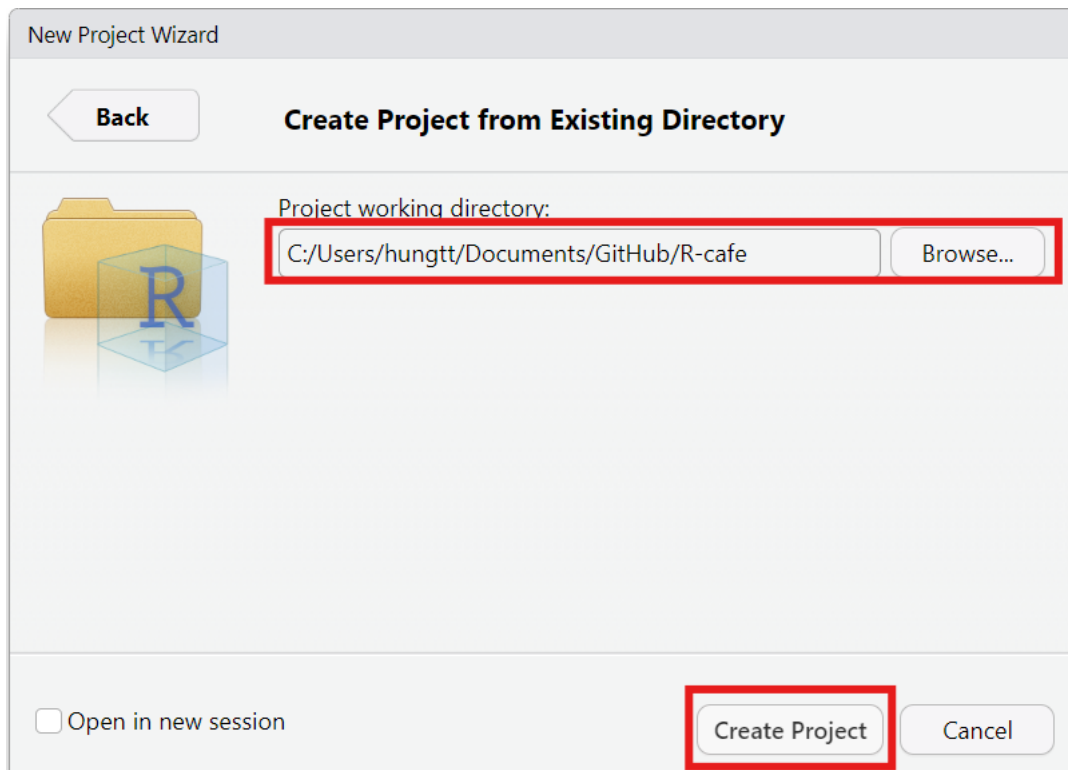 New Project Wizard
Back
Create Project from Existing Directory
Project working directory:
C:/Users/hungtt/Documents/GitHub/R-cafe
Browse...
R
Open in new session
Create Project
Cancel